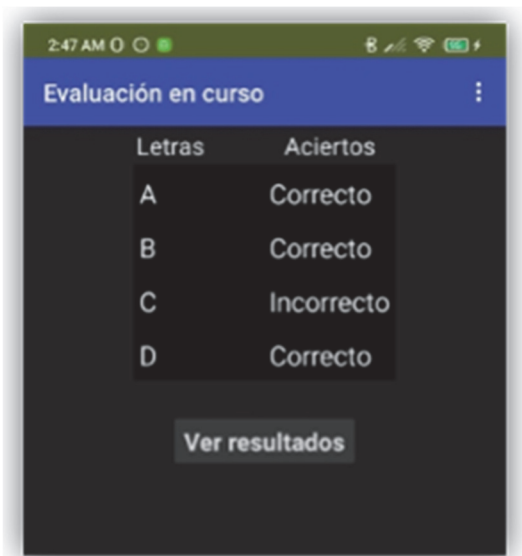 2:47 AM
Evaluación en curso
Letras Aciertos
A Correcto
B Correcto
C Incorrecto
D Correcto
Ver resultados